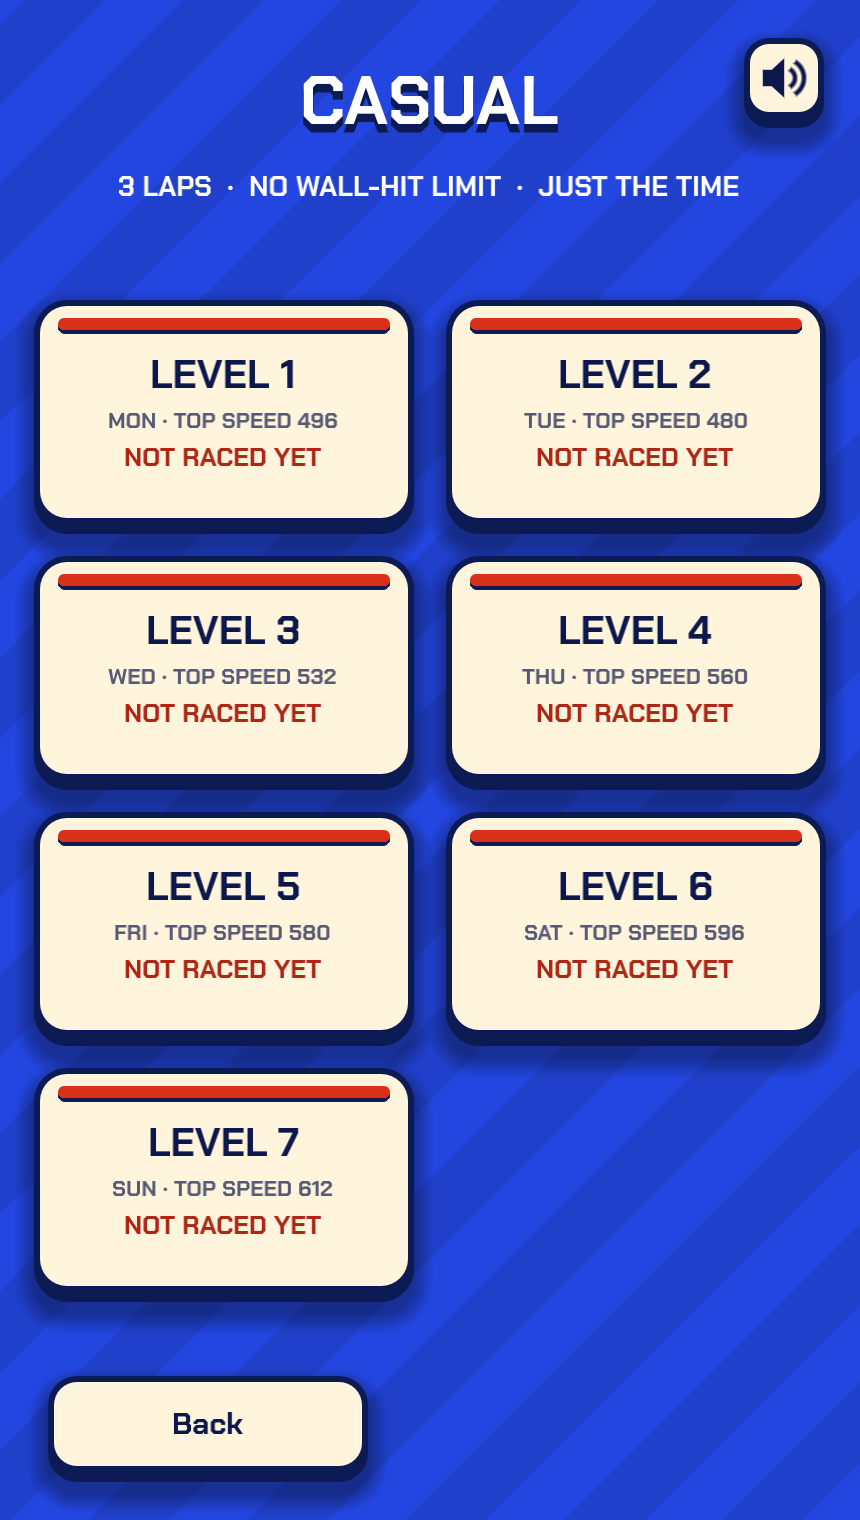 CASUAL
3 LAPS · NO WALL-HIT LIMIT · JUST THE TIME
LEVEL 1
MON · TOP SPEED 496
NOT RACED YET
LEVEL 2
TUE · TOP SPEED 480
NOT RACED YET
LEVEL 3
WED · TOP SPEED 532
NOT RACED YET
LEVEL 4
THU · TOP SPEED 560
NOT RACED YET
LEVEL 5
FRI · TOP SPEED 580
NOT RACED YET
LEVEL 6
SAT · TOP SPEED 596
NOT RACED YET
LEVEL 7
SUN · TOP SPEED 612
NOT RACED YET
Back